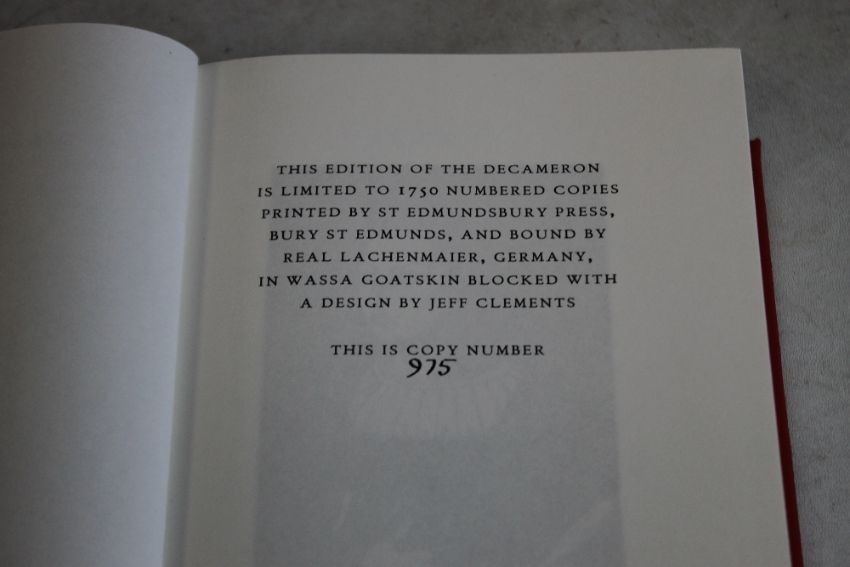 THIS EDITION OF THE DECAMERON
IS LIMITED TO 1750 NUMBERED COPIES
PRINTED BY ST EDMUNDSBURY PRESS,
BURY ST EDMUNDS, AND BOUND BY
REAL LACHENMAIER, GERMANY,
IN WASSA GOATSKIN BLOCKED WITH
A DESIGN BY JEFF CLEMENTS
THIS IS COPY NUMBER
975